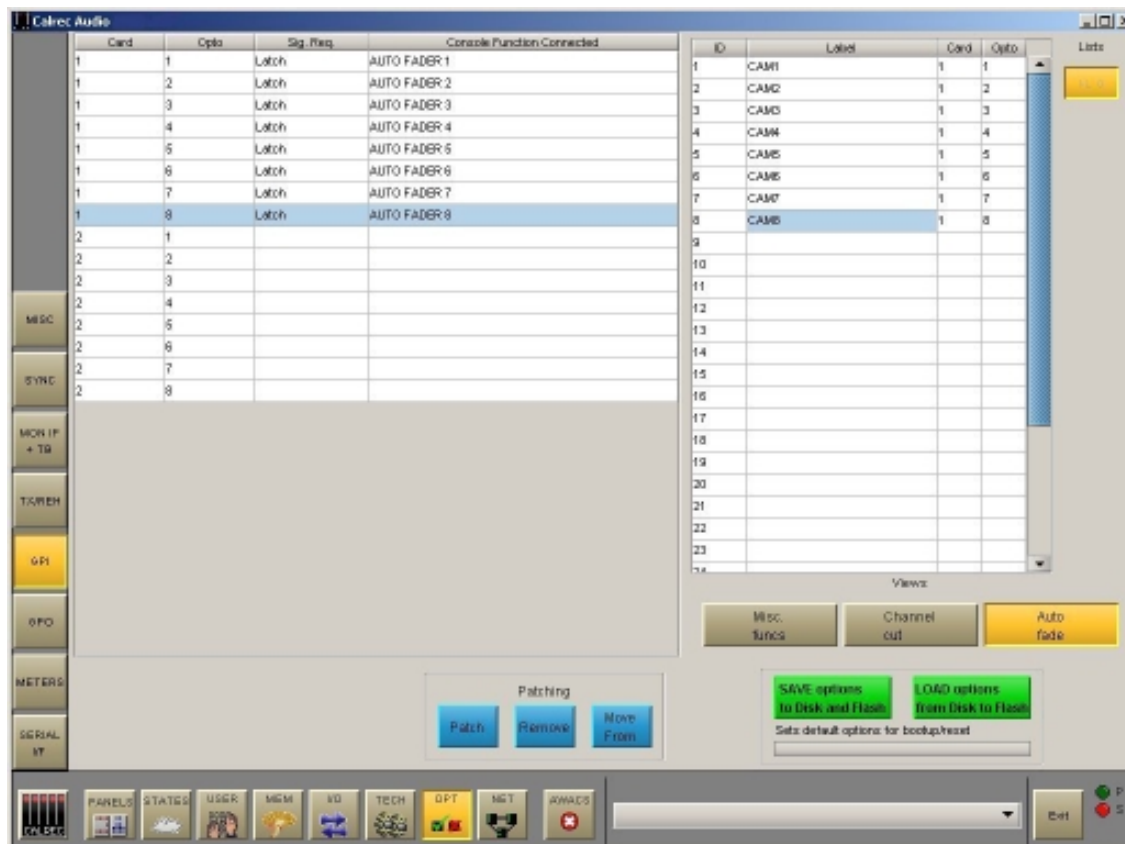 Calrec Audio
Card Opto Sig. Req. Console Function Connected
1 1 Latch AUTO FADER 1
1 2 Latch AUTO FADER 2
1 3 Latch AUTO FADER 3
1 4 Latch AUTO FADER 4
1 5 Latch AUTO FADER 5
1 6 Latch AUTO FADER 6
1 7 Latch AUTO FADER 7
1 8 Latch AUTO FADER 8
2 1
2 2
2 3
2 4
2 5
2 6
2 7
2 8
ID Label Card Opto
1 CAM1 1 1
2 CAM2 1 2
3 CAM3 1 3
4 CAM4 1 4
5 CAM5 1 5
6 CAM6 1 6
7 CAM7 1 7
8 CAM8 1 8
9
10
11
12
13
14
15
16
17
18
19
20
21
22
23
24
Lists
Views
Misc. funcs
Channel cut
Auto fade
MISC
SYNC
MON IP + TB
TX/REH
GPI
GPO
METERS
SERIAL I/F
Patching
Patch
Remove
Move From
SAVE options to Disk and Flash
LOAD options from Disk to Flash
Sets default options for bootup/reset
CALREC
PANELS STATES USER MEM I/O TECH OPT NET AWACS
Exit
P
S